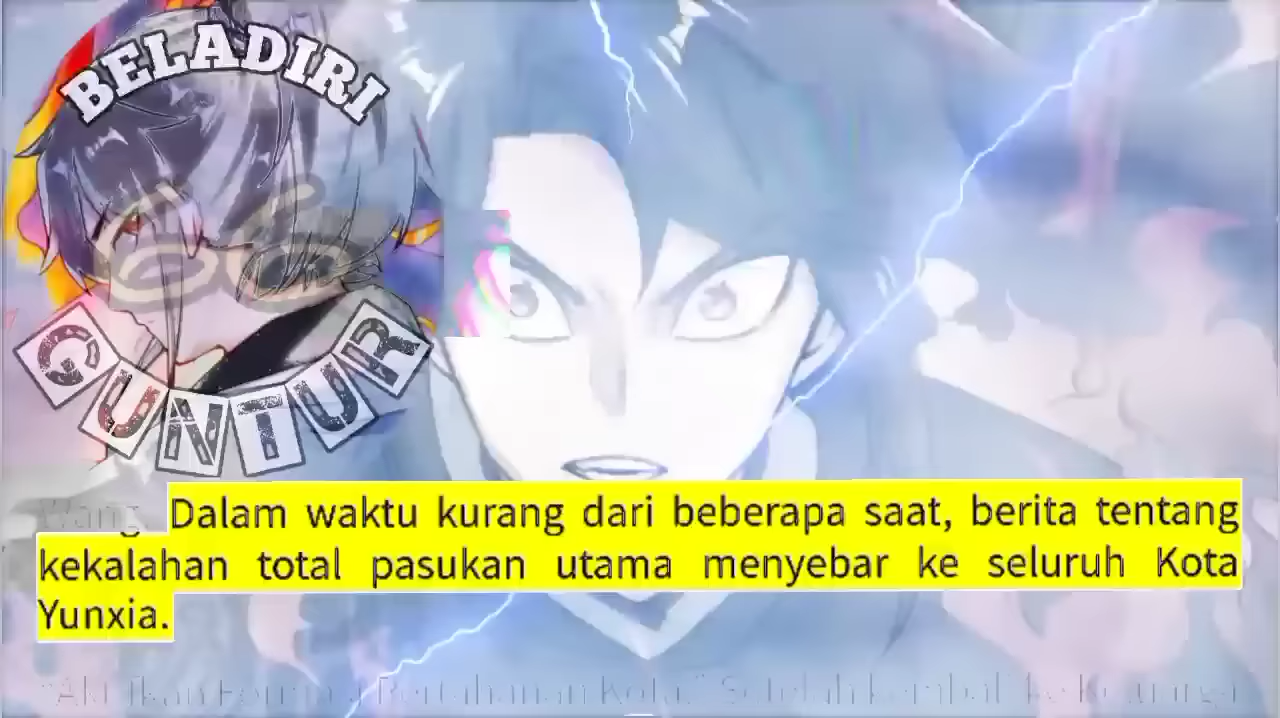 BELADIRI
GUNTUR
Wang. Dalam waktu kurang dari beberapa saat, berita tentang
kekalahan total pasukan utama menyebar ke seluruh Kota
Yunxia.